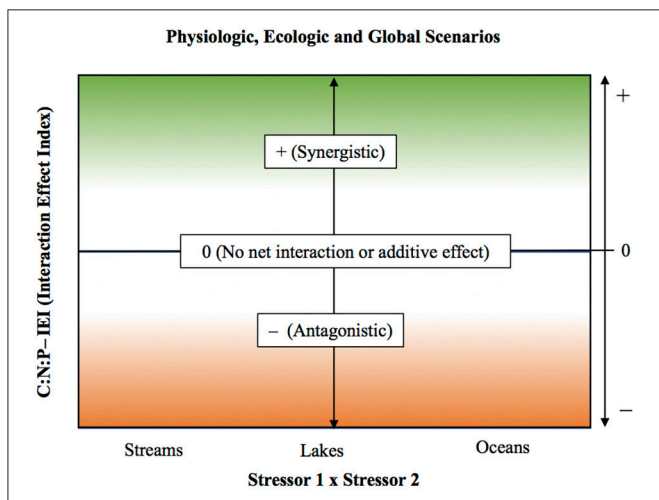 Physiologic, Ecologic and Global Scenarios
C:N:P– IEI (Interaction Effect Index)
+
+ (Synergistic)
0 (No net interaction or additive effect)
0
– (Antagonistic)
–
Streams
Lakes
Oceans
Stressor 1 x Stressor 2